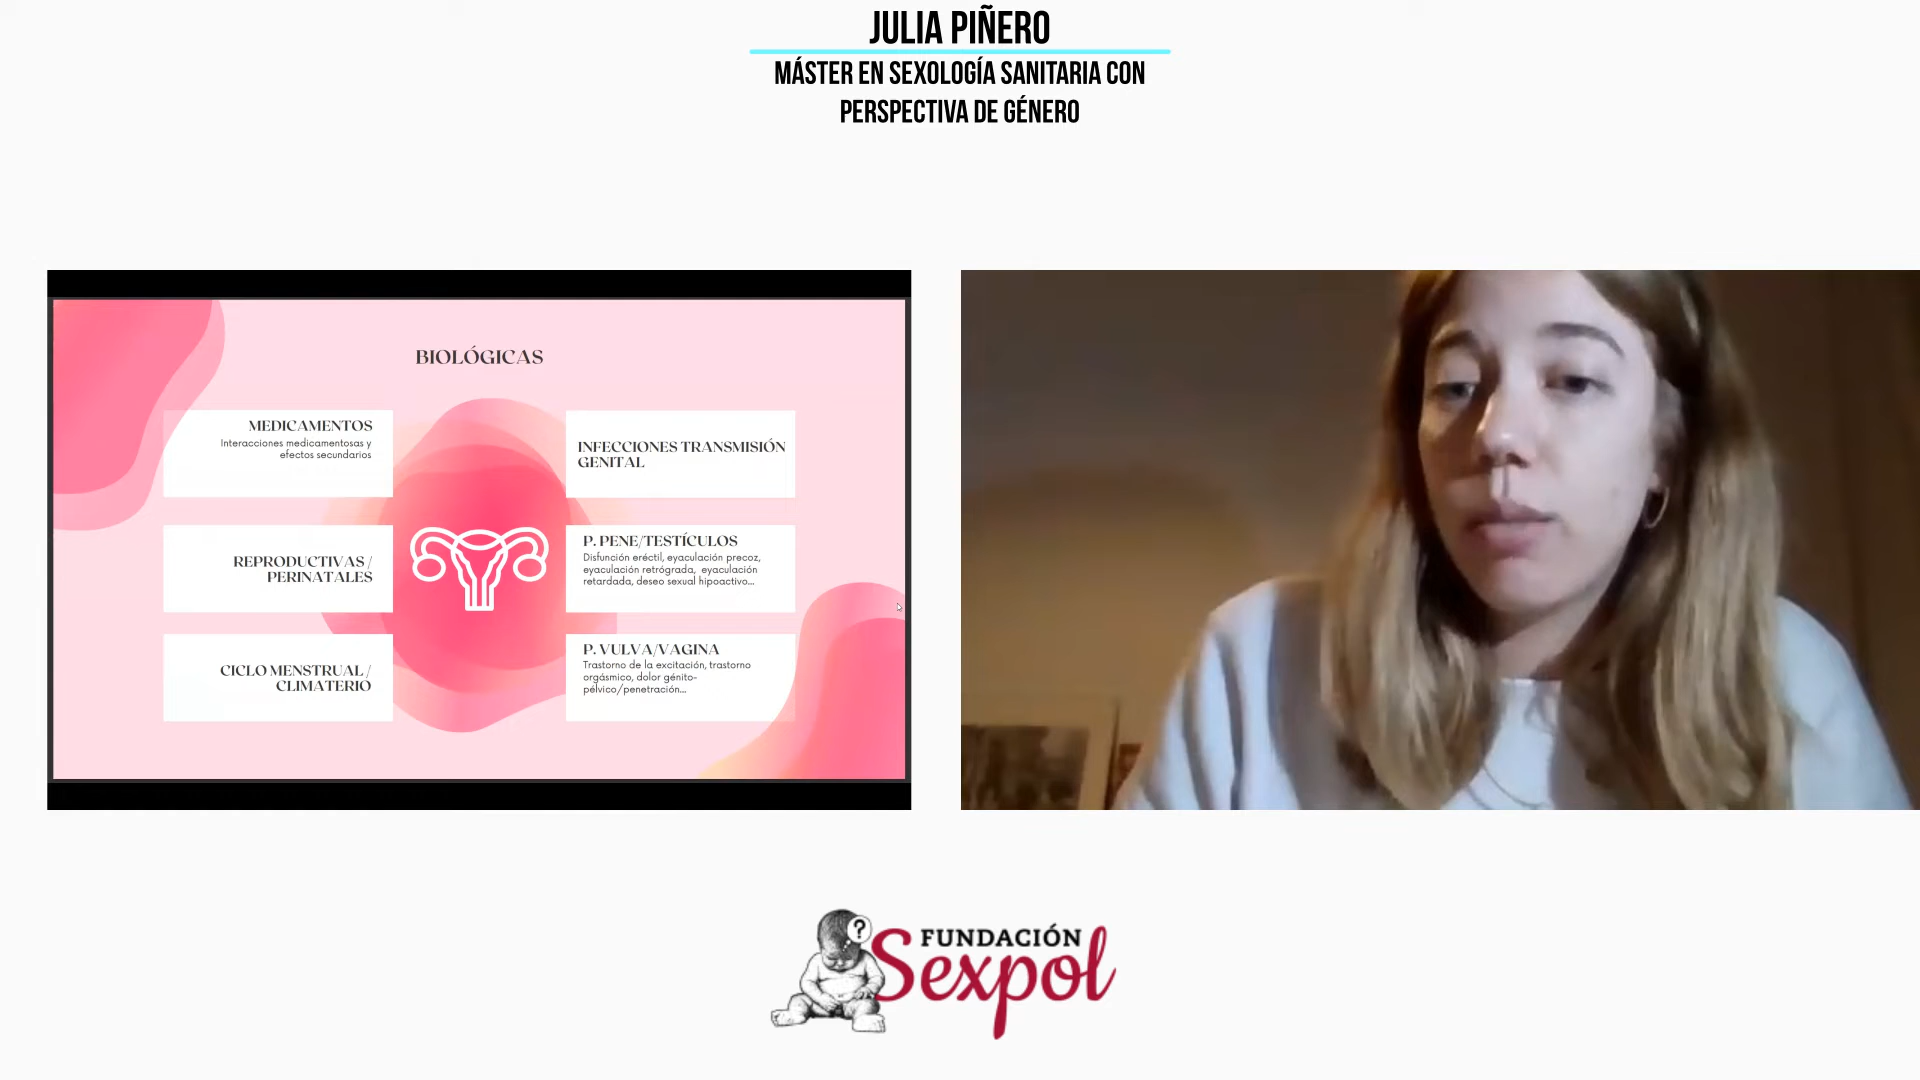 JULIA PIÑERO
MÁSTER EN SEXOLOGÍA SANITARIA CON
PERSPECTIVA DE GÉNERO
BIOLÓGICAS
MEDICAMENTOS
Interacciones medicamentosas y
efectos secundarios
INFECCIONES TRANSMISIÓN
GENITAL
REPRODUCTIVAS /
PERINATALES
P. PENE/TESTÍCULOS
Disfunción eréctil, eyaculación precoz,
eyaculación retrógrada, eyaculación
retardada, deseo sexual hipoactivo...
CICLO MENSTRUAL /
CLIMATERIO
P. VULVA/VAGINA
Trastorno de la excitación, trastorno
orgásmico, dolor génito-
pélvico/penetración...
?
FUNDACIÓN
Sexpol